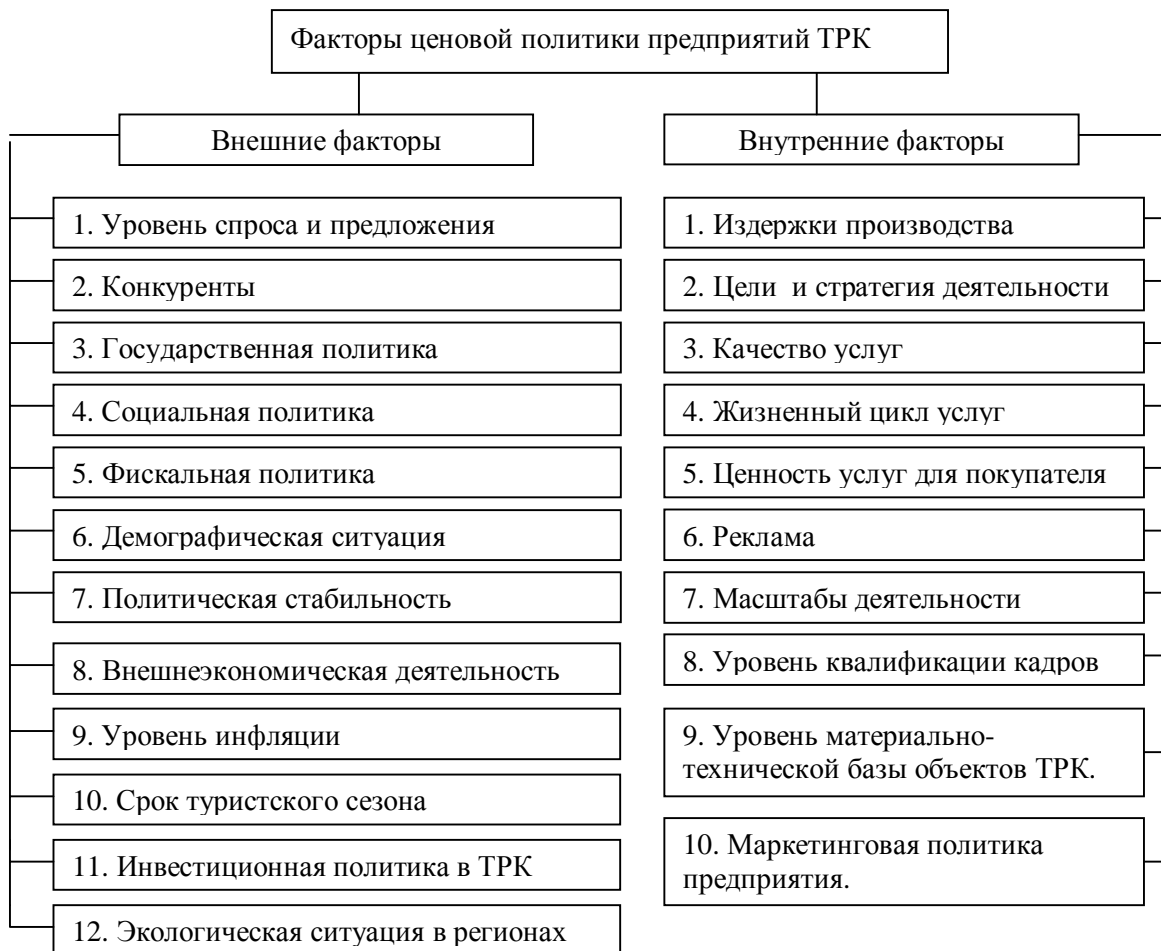 Факторы ценовой политики предприятий ТРК
Внешние факторы
1. Уровень спроса и предложения
2. Конкуренты
3. Государственная политика
4. Социальная политика
5. Фискальная политика
6. Демографическая ситуация
7. Политическая стабильность
8. Внешнеэкономическая деятельность
9. Уровень инфляции
10. Срок туристского сезона
11. Инвестиционная политика в ТРК
12. Экологическая ситуация в регионах
Внутренние факторы
1. Издержки производства
2. Цели и стратегия деятельности
3. Качество услуг
4. Жизненный цикл услуг
5. Ценность услуг для покупателя
6. Реклама
7. Масштабы деятельности
8. Уровень квалификации кадров
9. Уровень материально-
технической базы объектов ТРК.
10. Маркетинговая политика
предприятия.